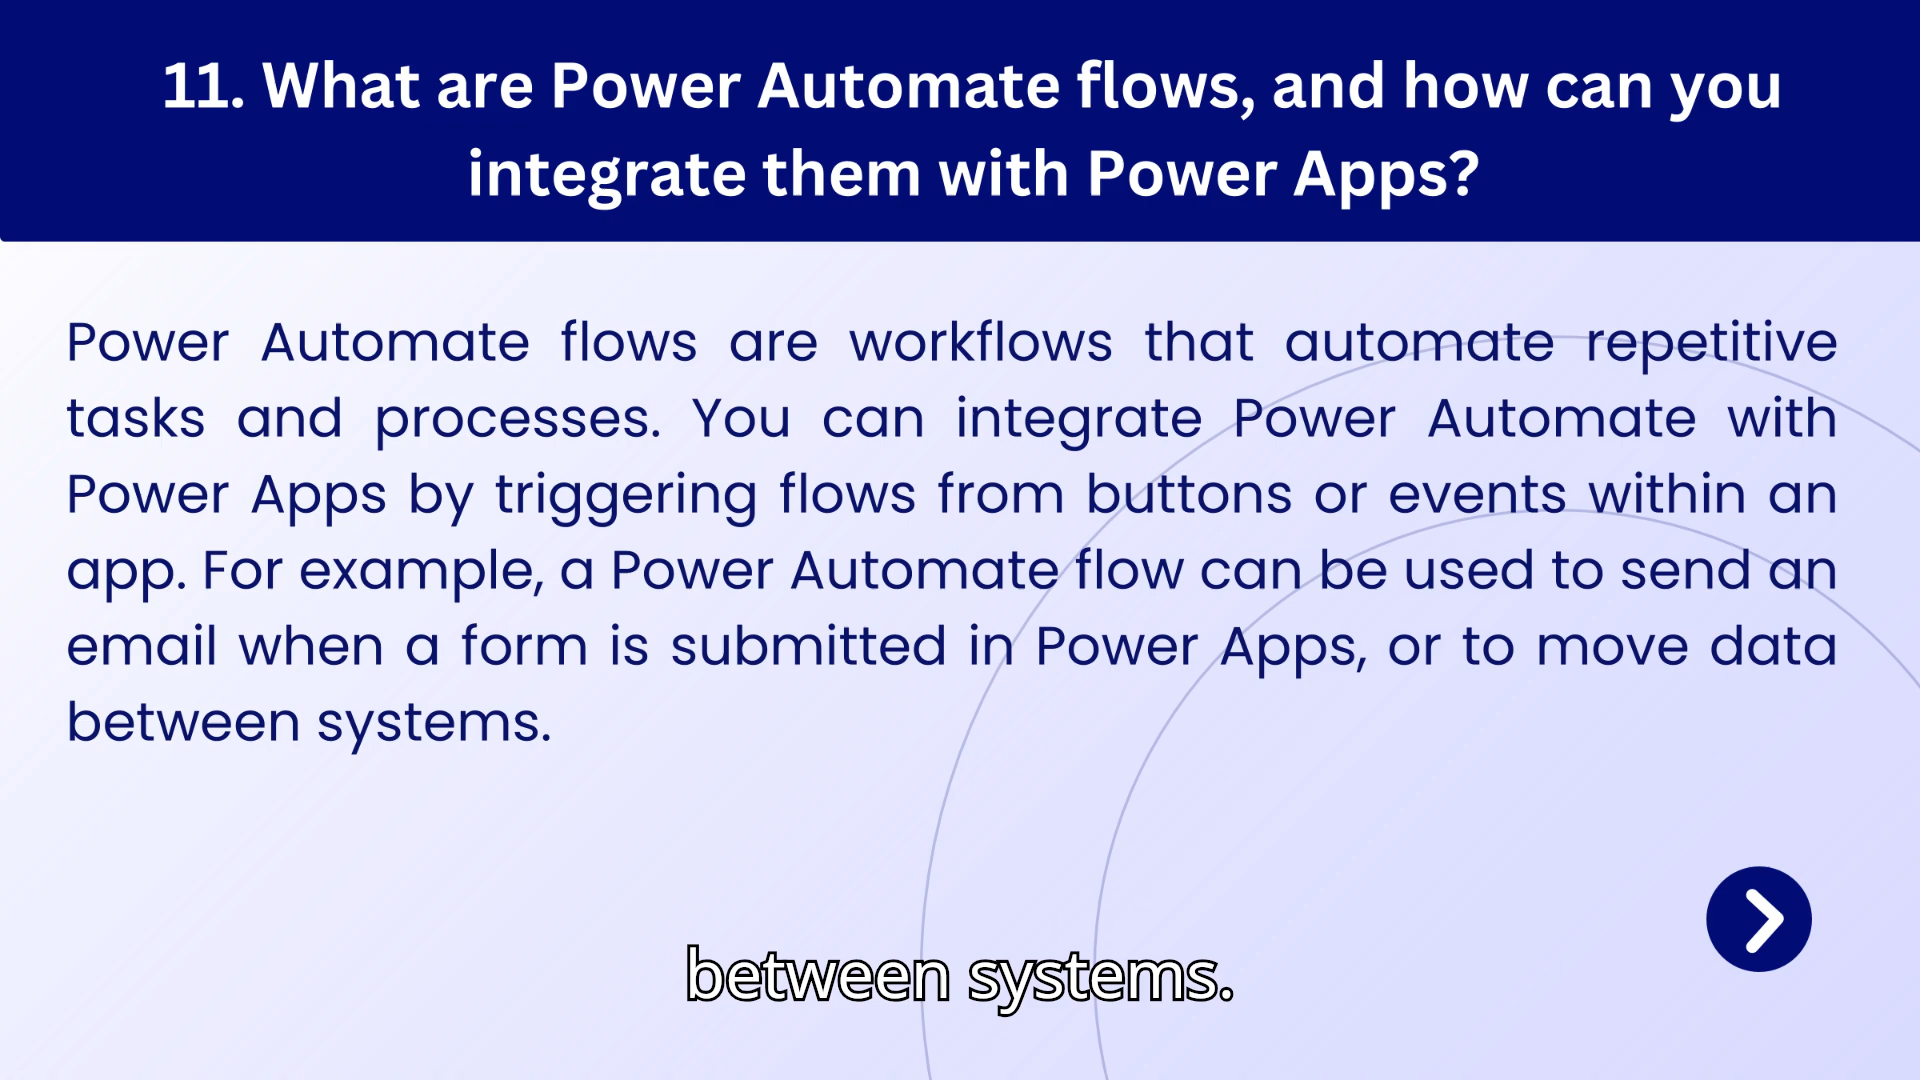 11. What are Power Automate flows, and how can you
integrate them with Power Apps?
Power Automate flows are workflows that automate repetitive
tasks and processes. You can integrate Power Automate with
Power Apps by triggering flows from buttons or events within an
app. For example, a Power Automate flow can be used to send an
email when a form is submitted in Power Apps, or to move data
between systems.
between systems.